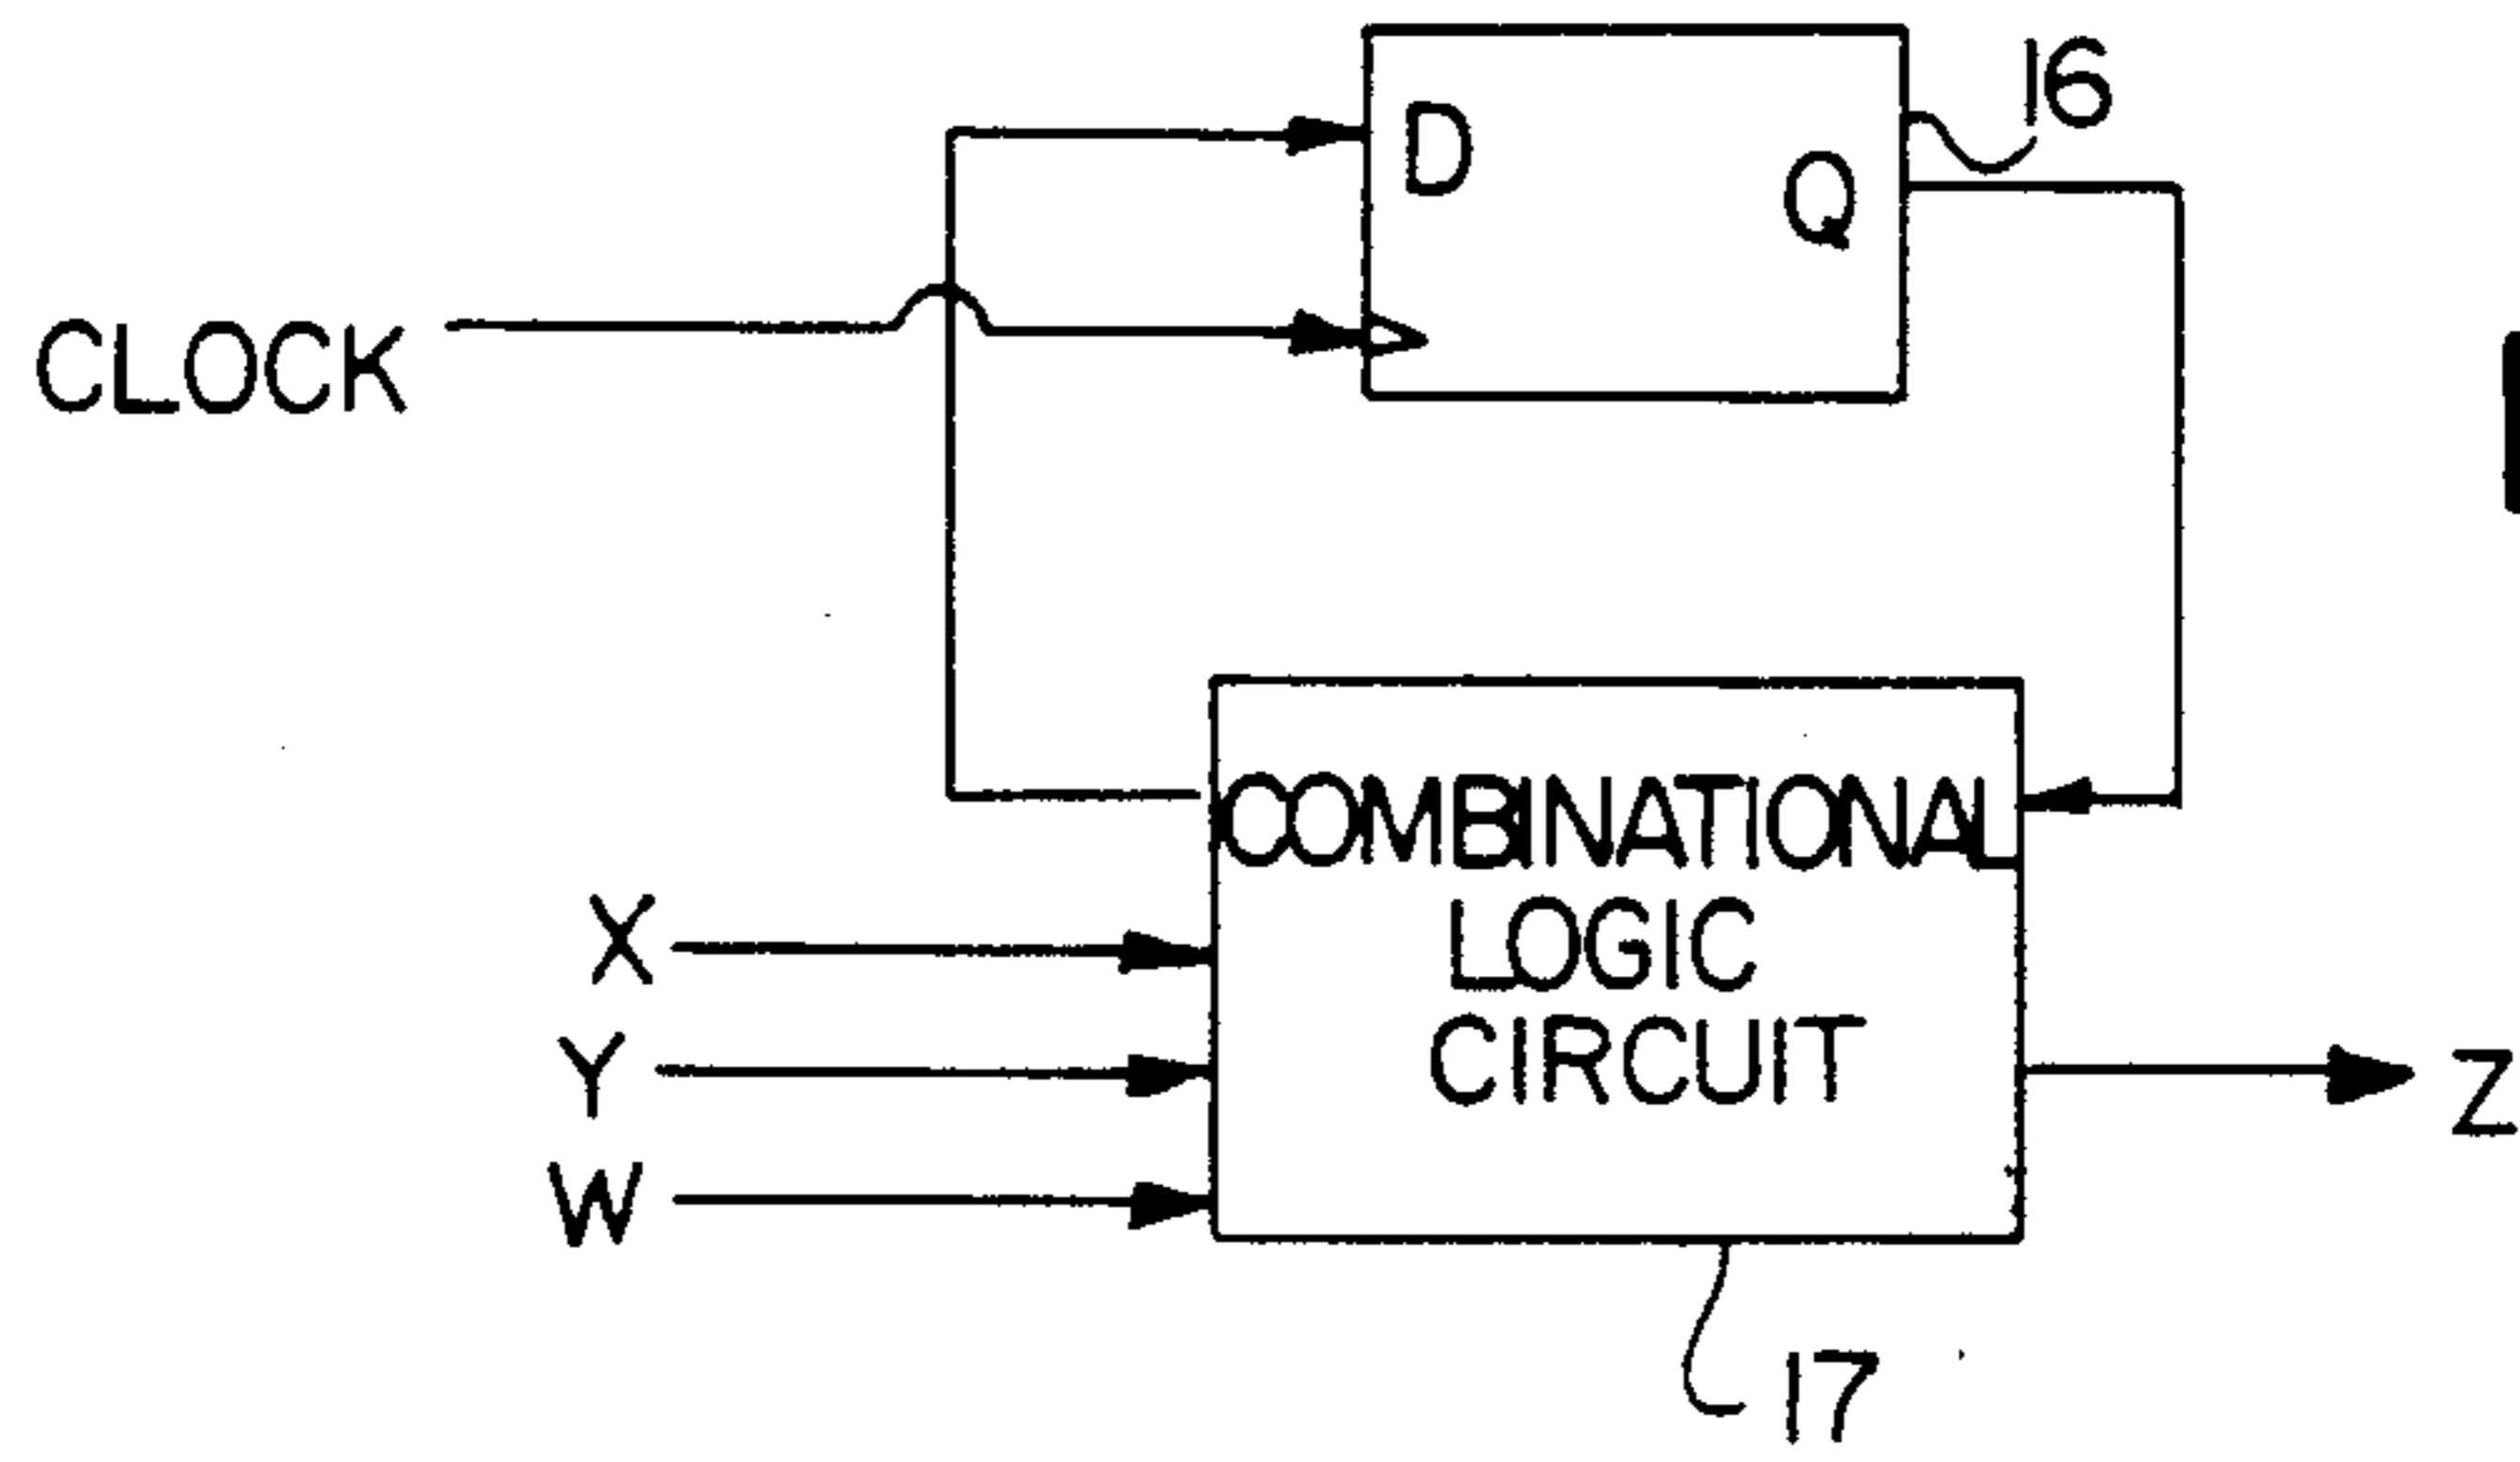 16
D
Q
CLOCK
COMBINATIONAL
LOGIC
CIRCUIT
X
Y
W
Z
17